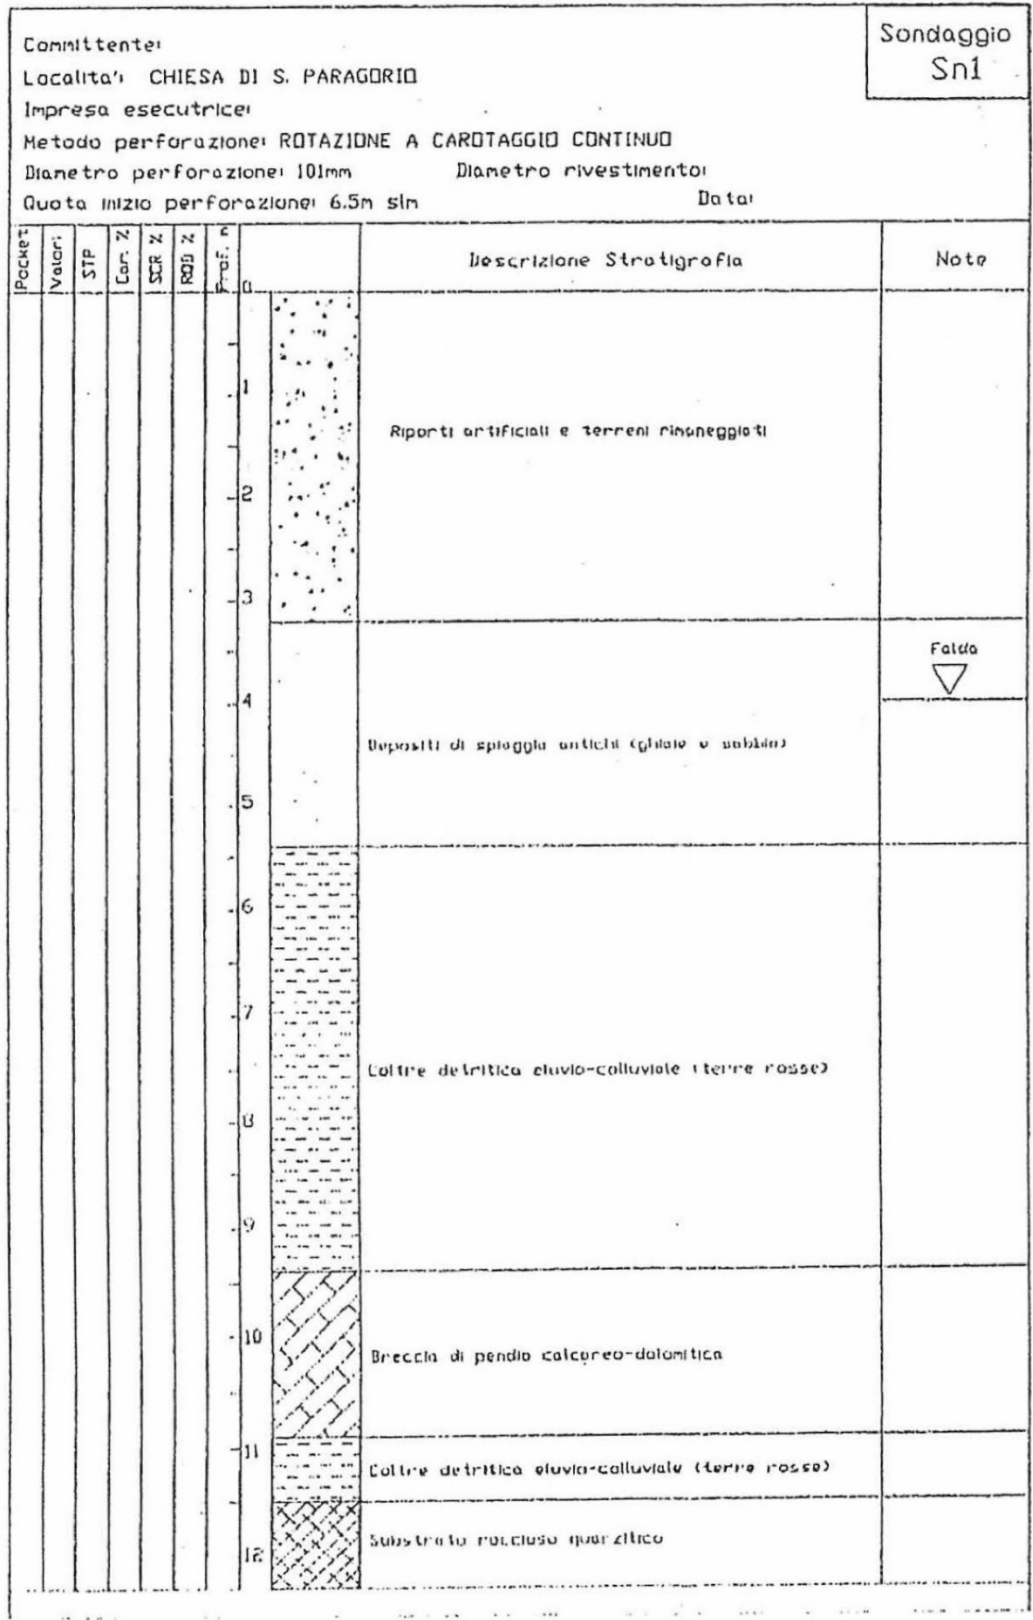 Committente:
Sondaggio
Sn1
Localita': CHIESA DI S. PARAGORIO
Impresa esecutrice:
Metodo perforazione: ROTAZIONE A CAROTAGGIO CONTINUO
Diametro perforazione: 101mm Diametro rivestimento:
Quota inizio perforazione: 6.5m slm Data:
Pocket
Valori
STP
Car. %
SCR %
RQD %
Prof. m
Descrizione Stratigrafia
Note
0
1
Riporti artificiali e terreni rimaneggiati
2
3
Falda
4
Depositi di spiaggia antichi (ghiaie e sabbie)
5
6
7
Coltre detritica eluvio-colluviale (terre rosse)
8
9
10
Breccia di pendio calcareo-dolomitica
11
Coltre detritica eluvio-colluviale (terre rosse)
Substrato roccioso quarzitico
12